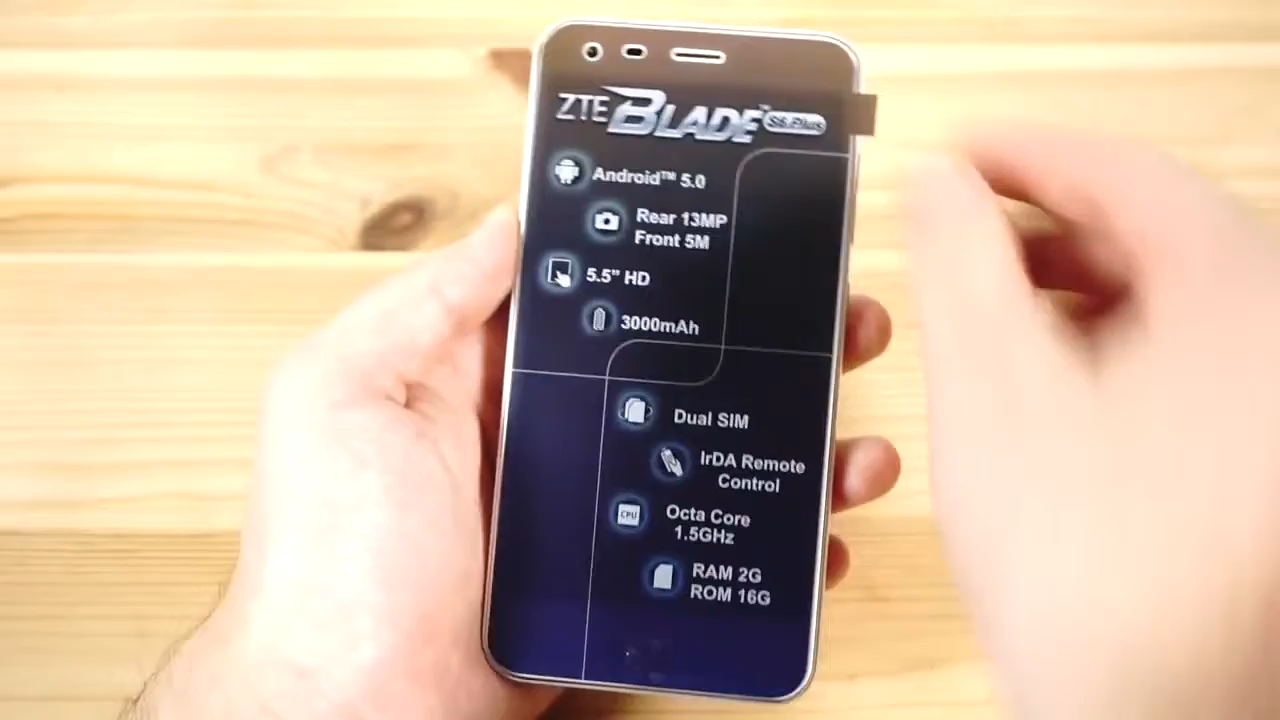 ZTE BLADE™ S6 Plus
Android™ 5.0
Rear 13MP
Front 5M
5.5” HD
3000mAh
Dual SIM
IrDA Remote
Control
CPU
Octa Core
1.5GHz
RAM 2G
ROM 16G